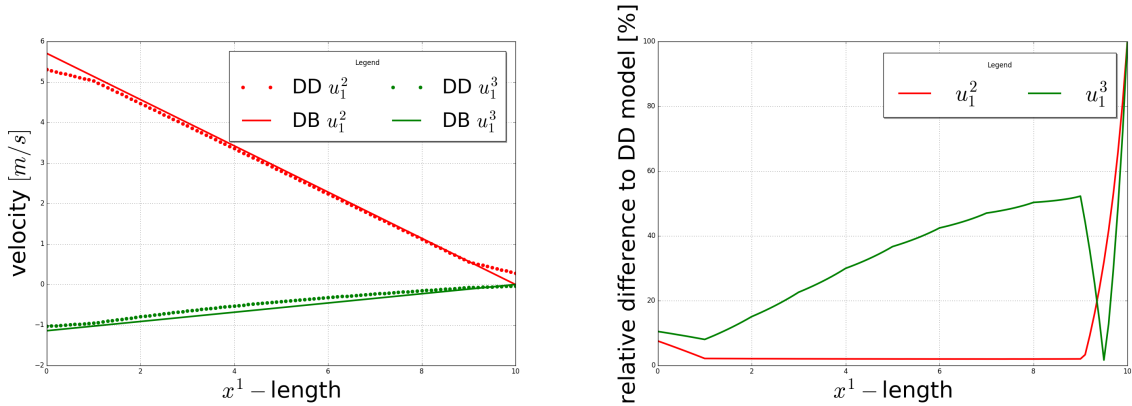 velocity [m/s]
6
5
4
3
2
1
0
−1
−2
0 2 4 6 8 10
x¹ − length
Legend
DD u₁² DD u₁³
DB u₁² DB u₁³
relative difference to DD model [%]
100
80
60
40
20
0
0 2 4 6 8 10
x¹ − length
Legend
u₁² u₁³